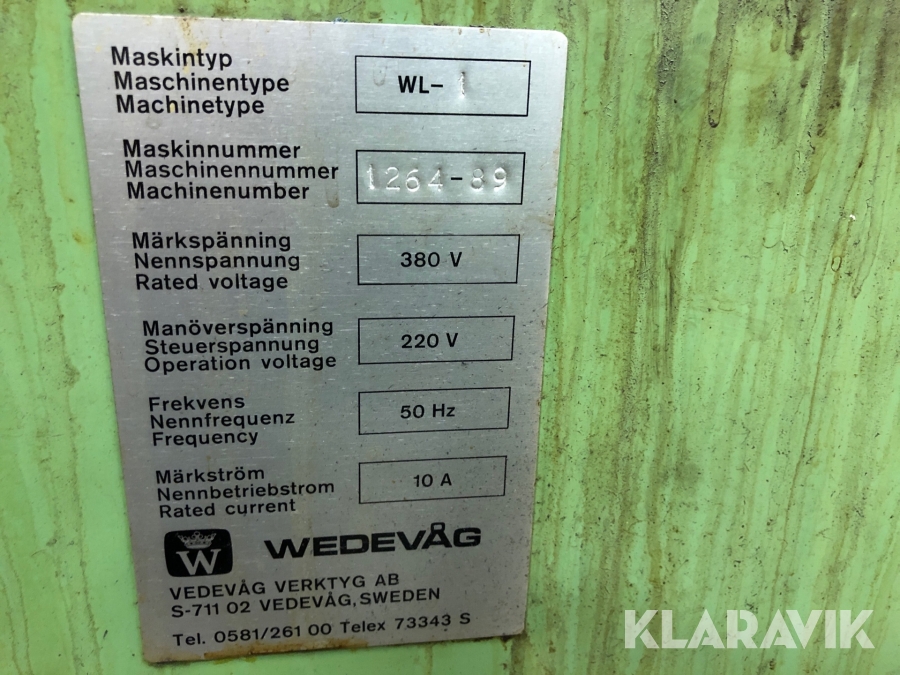 Maskintyp
Maschinentype
Machinetype
WL-1
Maskinnummer
Maschinennummer
Machinenumber
1264-89
Märkspänning
Nennspannung
Rated voltage
380 V
Manöverspänning
Steuerspannung
Operation voltage
220 V
Frekvens
Nennfrequenz
Frequency
50 Hz
Märkström
Nennbetriebstrom
Rated current
10 A
W WEDEVÅG
VEDEVÅG VERKTYG AB
S-711 02 VEDEVÅG, SWEDEN
Tel. 0581/261 00 Telex 73343 S
KLARAVIK